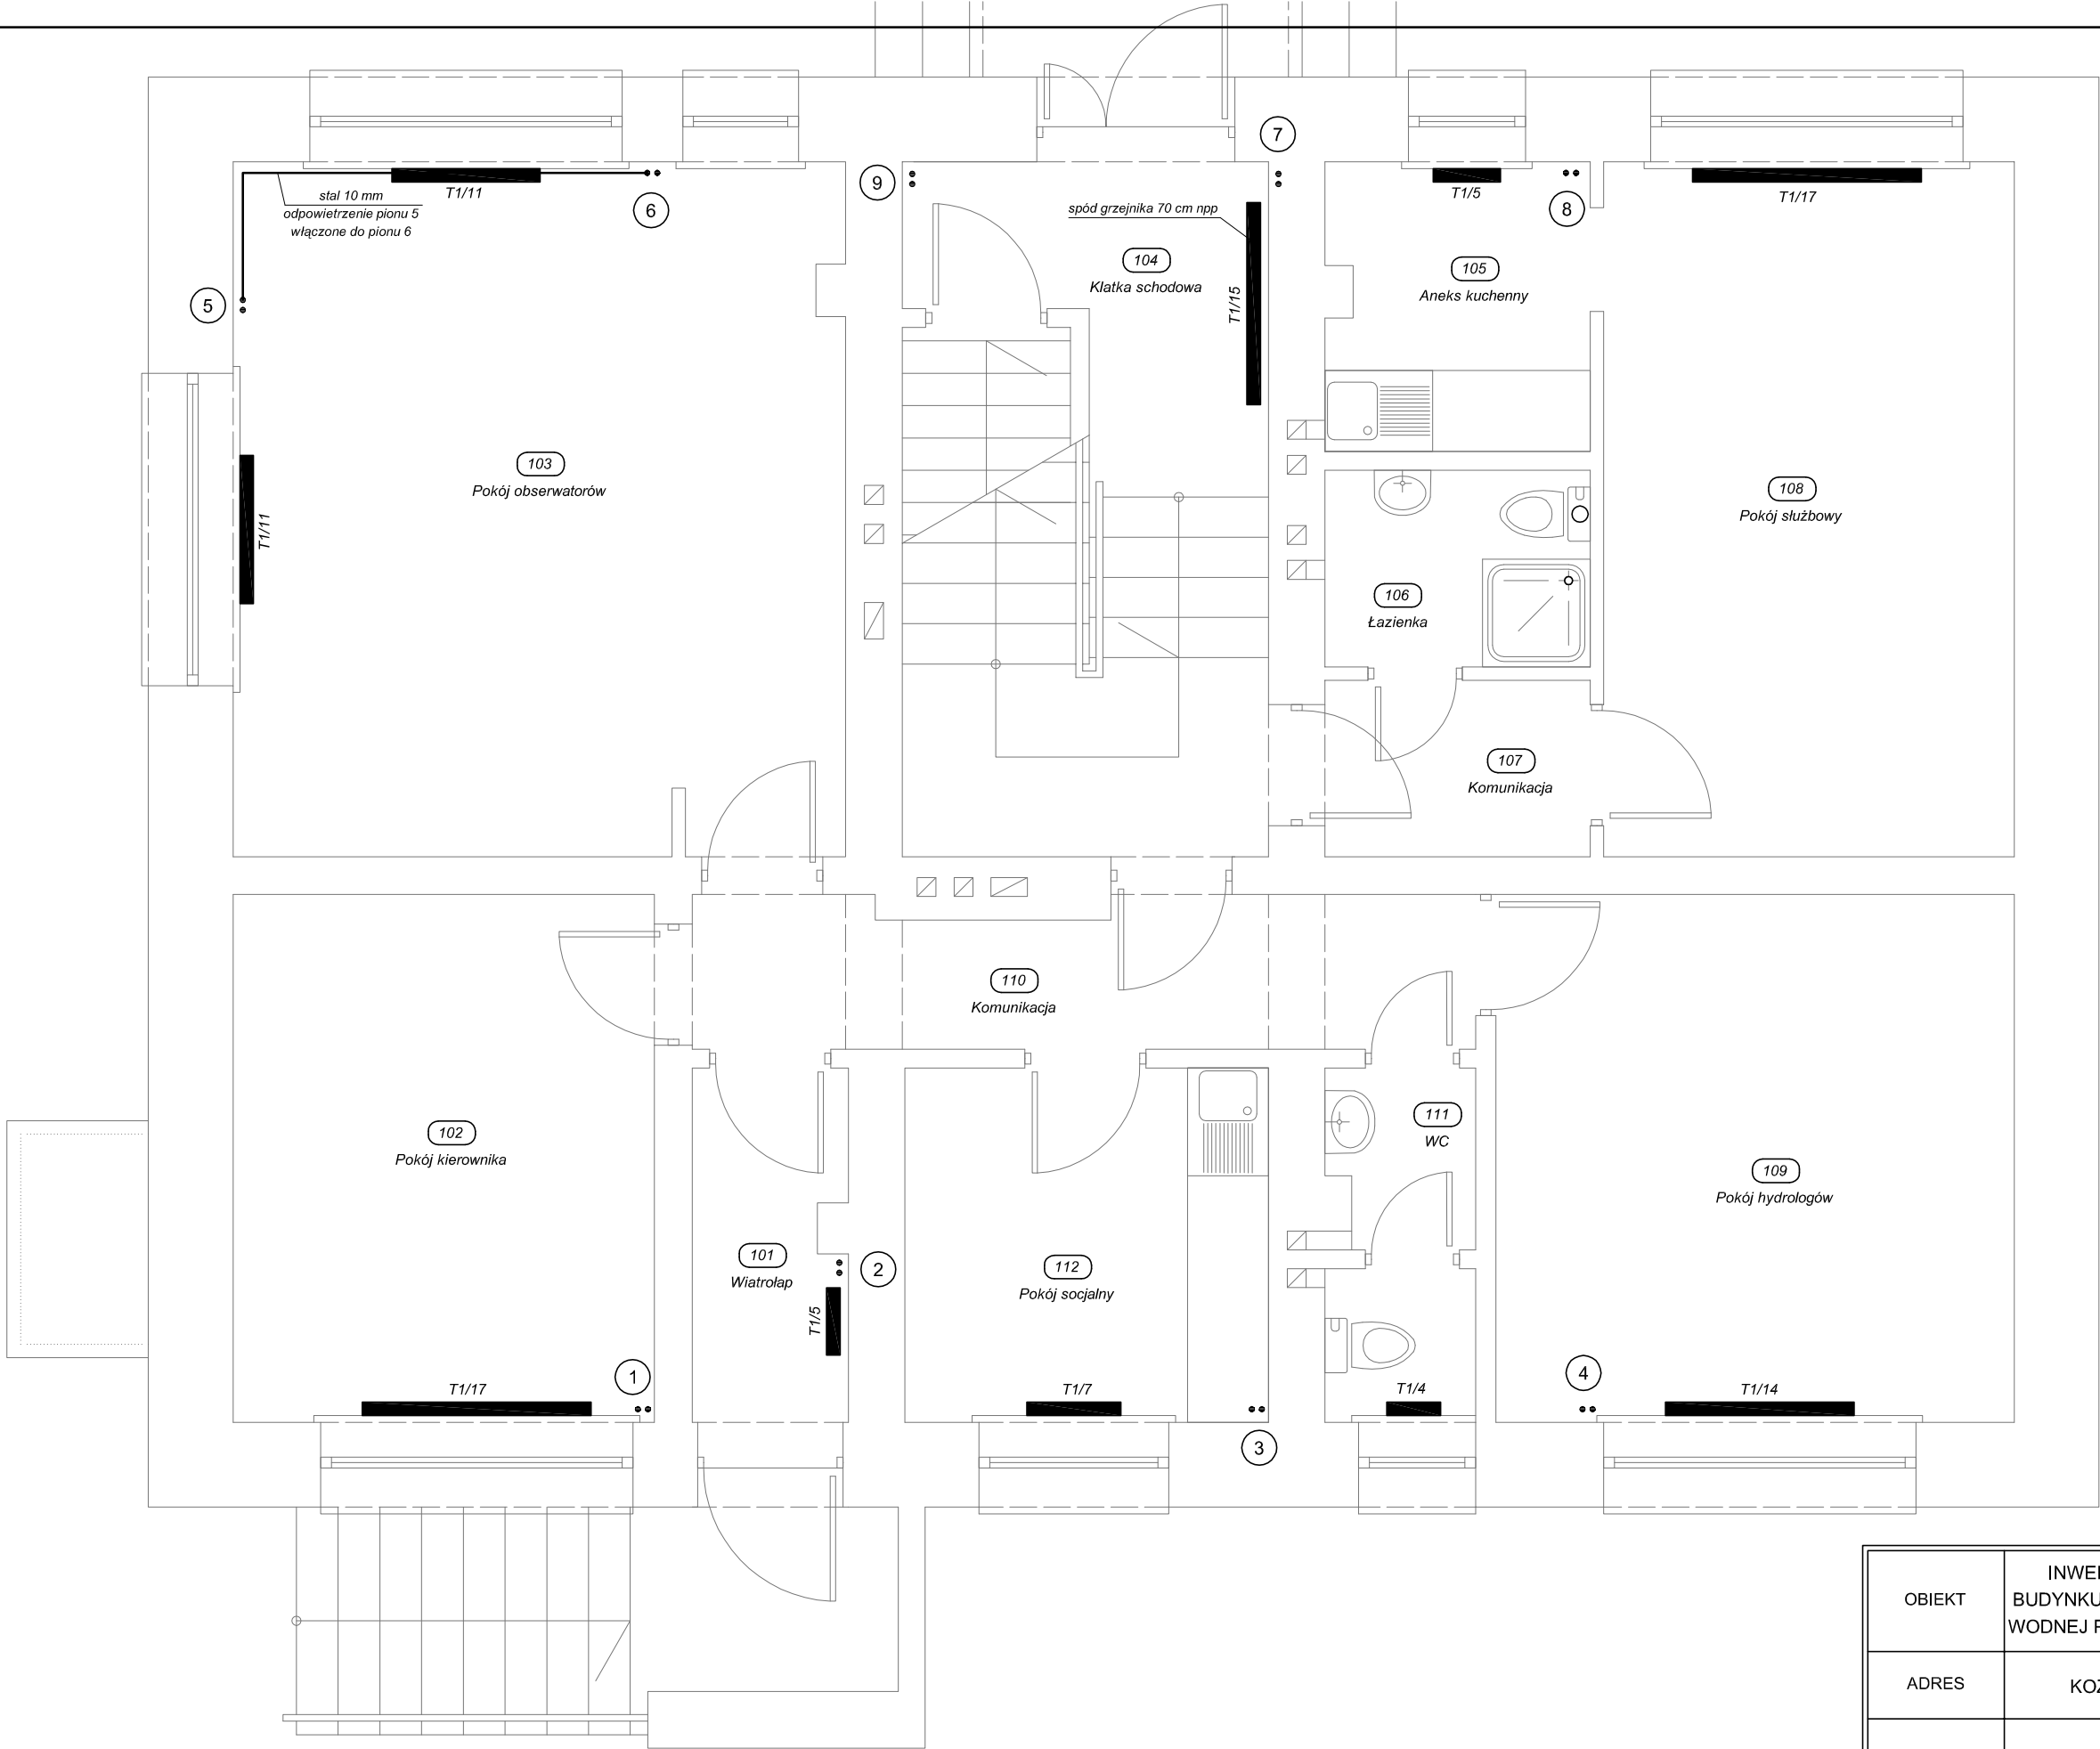 7
9
stal 10 mm
odpowietrzenie pionu 5
włączone do pionu 6
T1/11
6
spód grzejnika 70 cm npp
T1/5
8
T1/17
104
Klatka schodowa
T1/15
105
Aneks kuchenny
5
103
Pokój obserwatorów
T1/11
108
Pokój służbowy
106
Łazienka
107
Komunikacja
110
Komunikacja
102
Pokój kierownika
111
WC
109
Pokój hydrologów
101
Wiatrołap
2
112
Pokój socjalny
T1/5
1
T1/17
T1/7
T1/4
4
T1/14
3
OBIEKT
INWE
BUDYNKU
WODNEJ
ADRES
KO